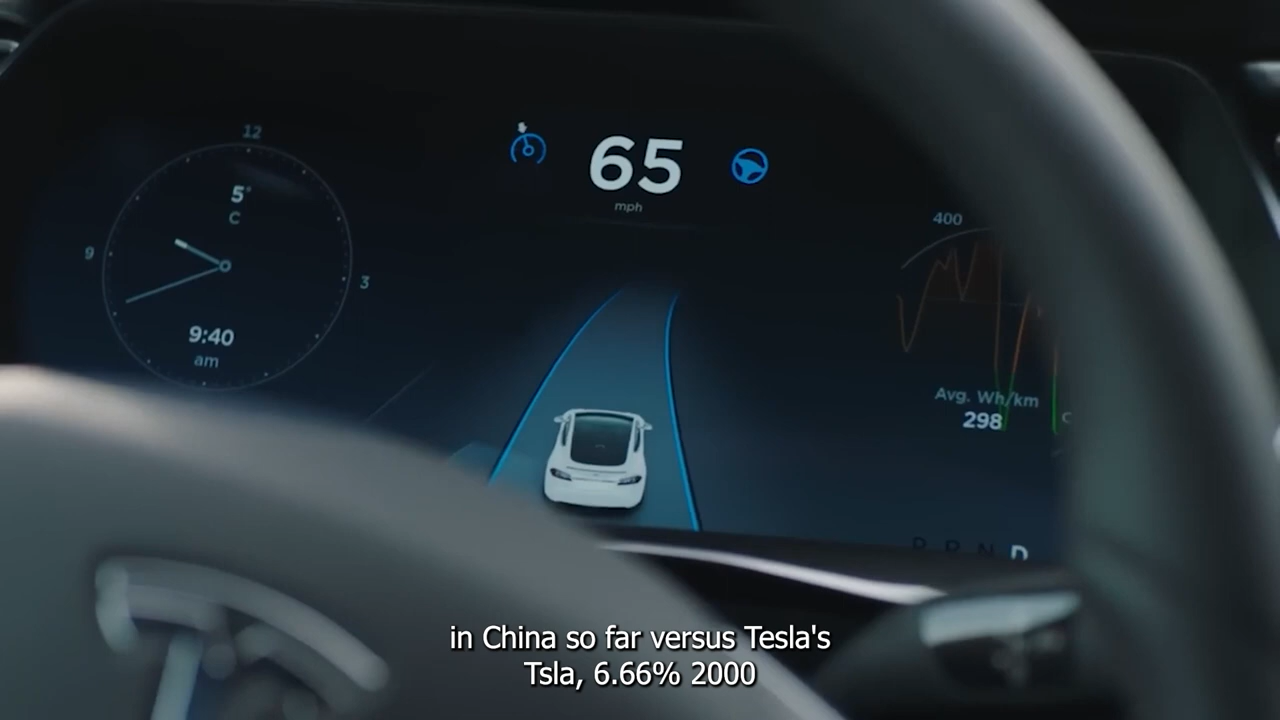 12
5°
C
9
3
9:40
am
65
mph
400
Avg. Wh/km
298
P R N D
in China so far versus Tesla's
Tsla, 6.66% 2000